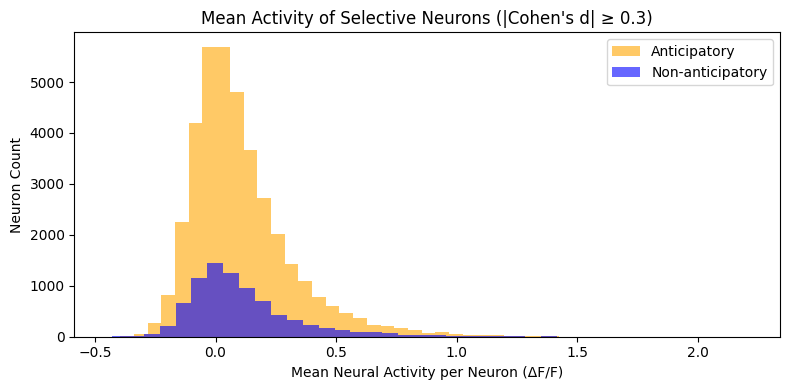 Mean Activity of Selective Neurons (|Cohen's d| ≥ 0.3)
Anticipatory
Non-anticipatory
Neuron Count
5000
4000
3000
2000
1000
0
−0.5
0.0
0.5
1.0
1.5
2.0
Mean Neural Activity per Neuron (ΔF/F)